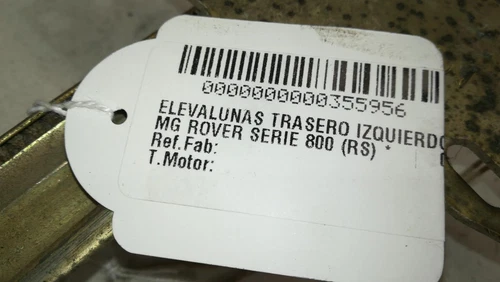 0000000000355956
ELEVALUNAS TRASERO IZQUIERDO
MG ROVER SERIE 800 (RS) *
Ref.Fab:
T.Motor: